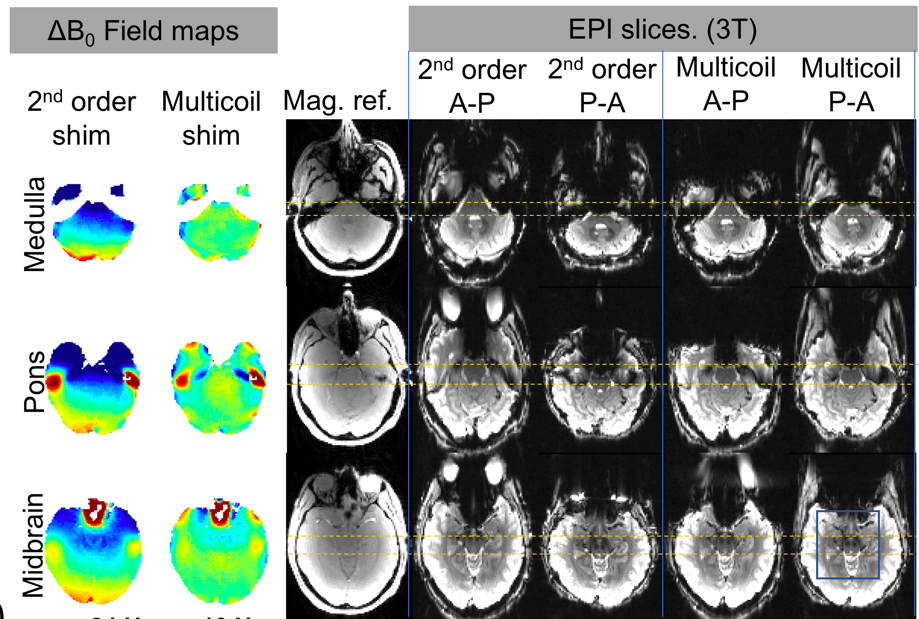 ΔB₀ Field maps
EPI slices. (3T)
2ⁿᵈ order shim
Multicoil shim
Mag. ref.
2ⁿᵈ order A-P
2ⁿᵈ order P-A
Multicoil A-P
Multicoil P-A
Medulla
Pons
Midbrain